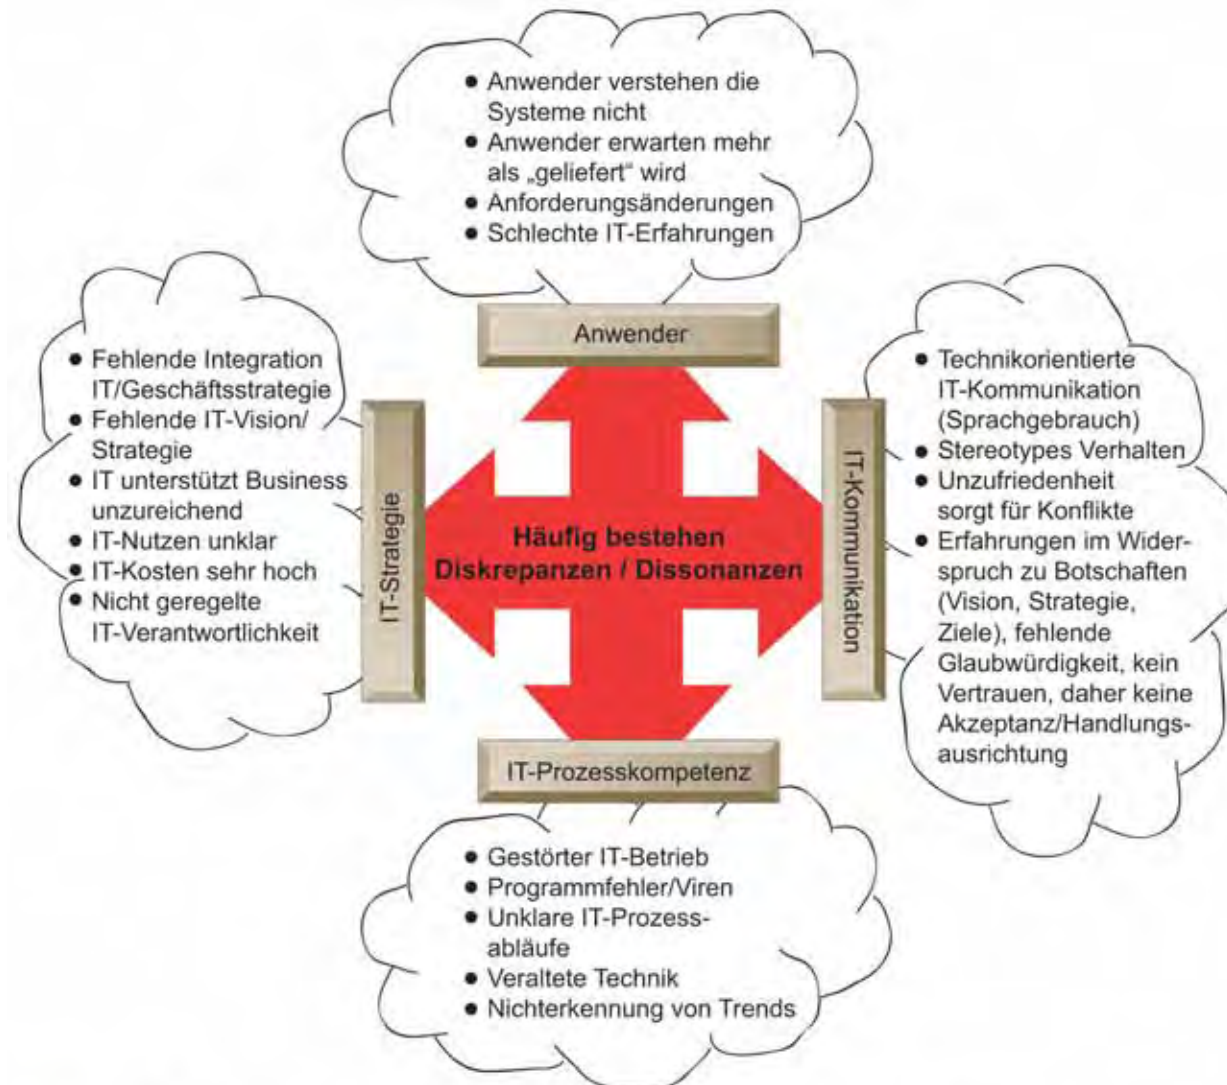 ● Anwender verstehen die
Systeme nicht
● Anwender erwarten mehr
als „geliefert“ wird
● Anforderungsänderungen
● Schlechte IT-Erfahrungen
Anwender
● Fehlende Integration
IT/Geschäftsstrategie
● Fehlende IT-Vision/
Strategie
● IT unterstützt Business
unzureichend
● IT-Nutzen unklar
● IT-Kosten sehr hoch
● Nicht geregelte
IT-Verantwortlichkeit
IT-Strategie
Häufig bestehen
Diskrepanzen / Dissonanzen
IT-Kommunikation
● Technikorientierte
IT-Kommunikation
(Sprachgebrauch)
● Stereotypes Verhalten
● Unzufriedenheit
sorgt für Konflikte
● Erfahrungen im Wider-
spruch zu Botschaften
(Vision, Strategie,
Ziele), fehlende
Glaubwürdigkeit, kein
Vertrauen, daher keine
Akzeptanz/Handlungs-
ausrichtung
IT-Prozesskompetenz
● Gestörter IT-Betrieb
● Programmfehler/Viren
● Unklare IT-Prozess-
abläufe
● Veraltete Technik
● Nichterkennung von Trends